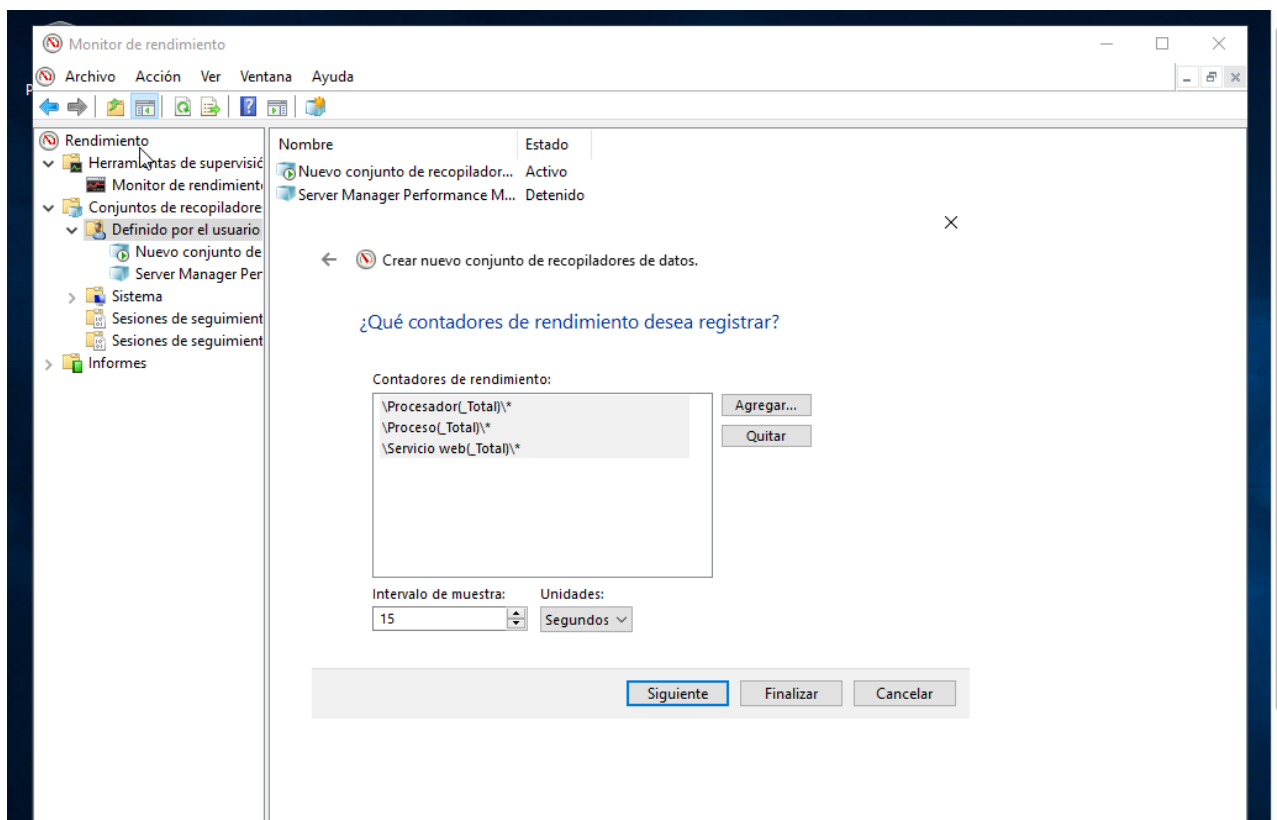 Monitor de rendimiento
Archivo Acción Ver Ventana Ayuda
P
Rendimiento
Herramientas de supervisió
Monitor de rendimiento
Conjuntos de recopiladore
Definido por el usuario
Nuevo conjunto de
Server Manager Per
Sistema
Sesiones de seguimient
Sesiones de seguimient
Informes
Nombre Estado
Nuevo conjunto de recopilador... Activo
Server Manager Performance M... Detenido
Crear nuevo conjunto de recopiladores de datos.
¿Qué contadores de rendimiento desea registrar?
Contadores de rendimiento:
\Procesador(_Total)\*
\Proceso(_Total)\*
\Servicio web(_Total)\*
Agregar...
Quitar
Intervalo de muestra: Unidades:
15 Segundos
Siguiente Finalizar Cancelar